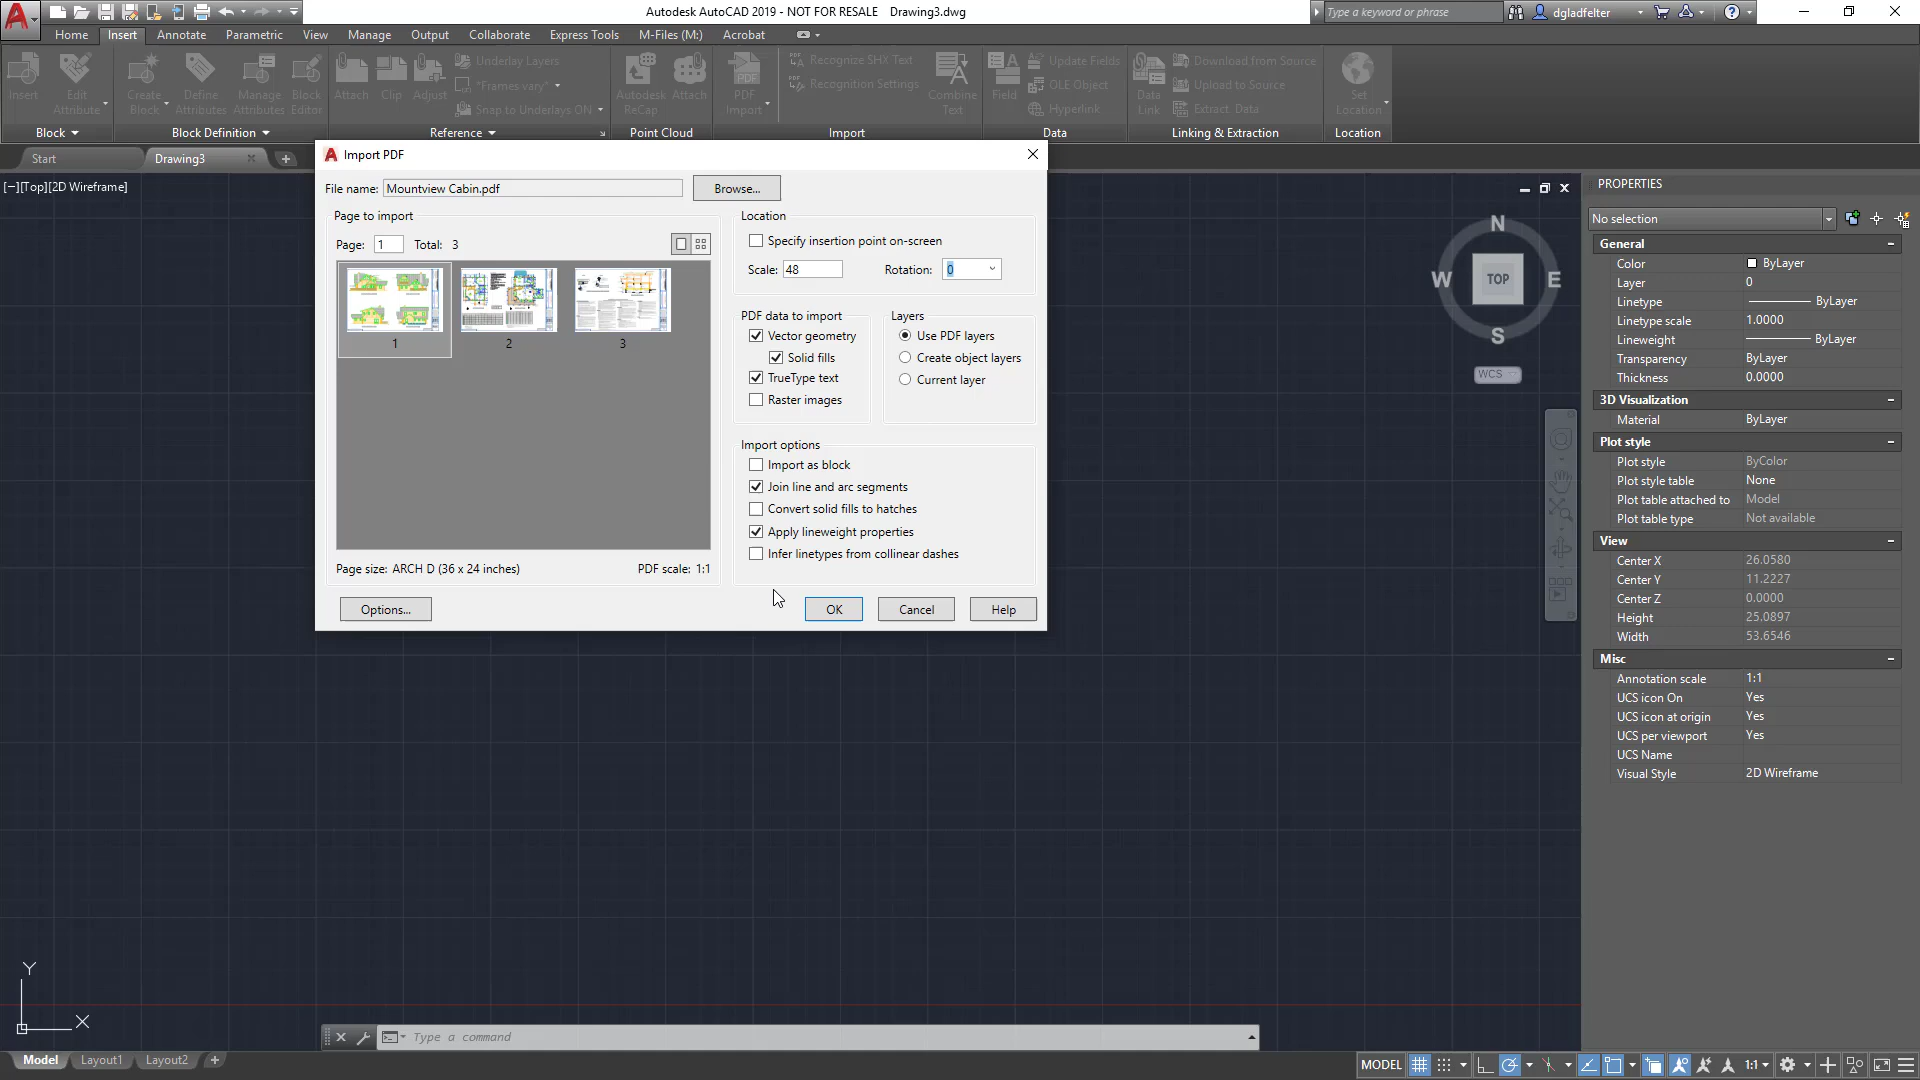 Autodesk AutoCAD 2019 - NOT FOR RESALE Drawing3.dwg
Type a keyword or phrase
dgladfelter
Home Insert Annotate Parametric View Manage Output Collaborate Express Tools M-Files (M:) Acrobat
Insert
Edit
Attribute
Create
Block
Define
Attributes
Manage
Attributes
Block
Editor
Attach
Clip
Adjust
Underlay Layers
*Frames vary*
Snap to Underlays ON
Autodesk
ReCap
Attach
PDF
Import
Recognize SHX Text
Recognition Settings
Combine
Text
Field
Update Fields
OLE Object
Hyperlink
Data
Link
Download from Source
Upload to Source
Extract Data
Set
Location
Block Block Definition Reference Point Cloud Import Data Linking & Extraction Location
Start Drawing3
[−][Top][2D Wireframe]
Import PDF
File name: Mountview Cabin.pdf Browse...
Page to import
Page: 1 Total: 3
1 2 3
Page size: ARCH D (36 x 24 inches) PDF scale: 1:1
Location
Specify insertion point on-screen
Scale: 48 Rotation: 0
PDF data to import
Vector geometry
Solid fills
TrueType text
Raster images
Layers
Use PDF layers
Create object layers
Current layer
Import options
Import as block
Join line and arc segments
Convert solid fills to hatches
Apply lineweight properties
Infer linetypes from collinear dashes
Options... OK Cancel Help
N
W TOP E
S
WCS
PROPERTIES
No selection
General
Color ByLayer
Layer 0
Linetype ByLayer
Linetype scale 1.0000
Lineweight ByLayer
Transparency ByLayer
Thickness 0.0000
3D Visualization
Material ByLayer
Plot style
Plot style ByColor
Plot style table None
Plot table attached to Model
Plot table type Not available
View
Center X 26.0580
Center Y 11.2227
Center Z 0.0000
Height 25.0897
Width 53.6546
Misc
Annotation scale 1:1
UCS icon On Yes
UCS icon at origin Yes
UCS per viewport Yes
UCS Name
Visual Style 2D Wireframe
Y
X
Type a command
Model Layout1 Layout2
MODEL 1:1